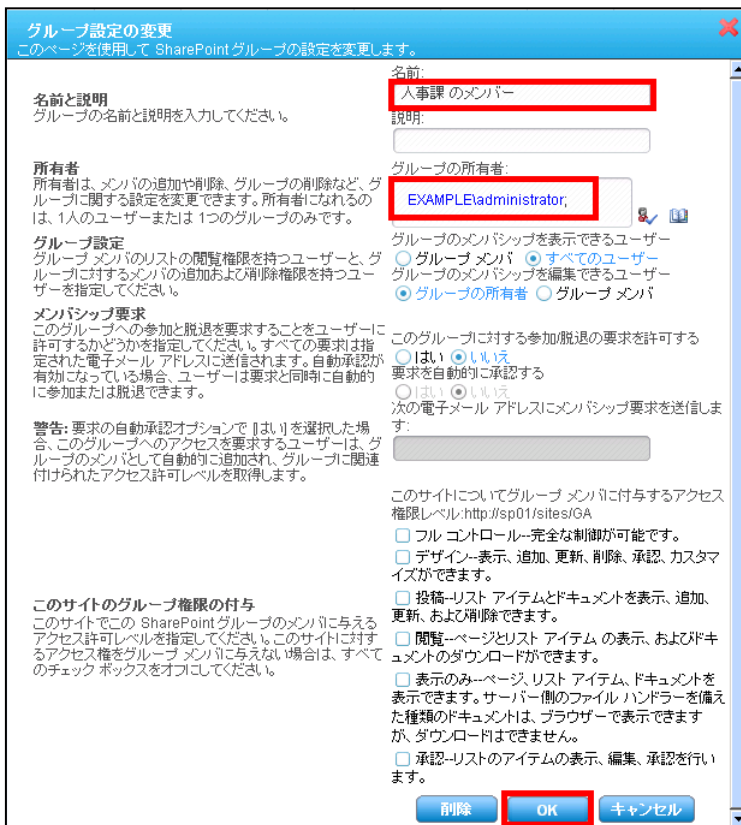 グループ設定の変更
このページを使用して SharePoint グループの設定を変更します。
名前と説明
グループの名前と説明を入力してください。
名前:
人事課 のメンバー
説明:
所有者
所有者は、メンバの追加や削除、グループの削除など、グ
ループに関する設定を変更できます。所有者になれるの
は、1人のユーザーまたは 1つのグループのみです。
グループの所有者:
EXAMPLE\administrator;
グループ設定
グループ メンバのリストの閲覧権限を持つユーザーと、グ
ループに対するメンバの追加および削除権限を持つユー
ザーを指定してください。
グループのメンバシップを表示できるユーザー
グループ メンバ すべてのユーザー
グループのメンバシップを編集できるユーザー
グループの所有者 グループ メンバ
メンバシップ要求
このグループへの参加と脱退を要求することをユーザーに
許可するかどうかを指定してください。すべての要求は指
定された電子メール アドレスに送信されます。自動承認が
有効になっている場合、ユーザーは要求と同時に自動的
に参加または脱退できます。
警告: 要求の自動承認オプションで [はい] を選択した場
合、このグループへのアクセスを要求するユーザーは、グ
ループのメンバとして自動的に追加され、グループに関連
付けられたアクセス許可レベルを取得します。
このグループに対する参加/脱退の要求を許可する
はい いいえ
要求を自動的に承認する
はい いいえ
次の電子メール アドレスにメンバシップ要求を送信しま
す:
このサイトのグループ権限の付与
このサイトでこの SharePoint グループのメンバに与える
アクセス許可レベルを指定してください。このサイトに対す
るアクセス権をグループ メンバに与えない場合は、すべて
のチェック ボックスをオフにしてください。
このサイトについてグループ メンバに付与するアクセス
権限レベル:http://sp01/sites/GA
フル コントロール--完全な制御が可能です。
デザイン--表示、追加、更新、削除、承認、カスタマ
イズができます。
投稿--リスト アイテムとドキュメントを表示、追加、
更新、および削除できます。
閲覧--ページとリスト アイテム の表示、およびドキ
ュメントのダウンロードができます。
表示のみ--ページ、リスト アイテム、ドキュメントを
表示できます。サーバー側のファイル ハンドラーを備え
た種類のドキュメントは、ブラウザーで表示できます
が、ダウンロードはできません。
承認--リストのアイテムの表示、編集、承認を行い
ます。
削除 OK キャンセル